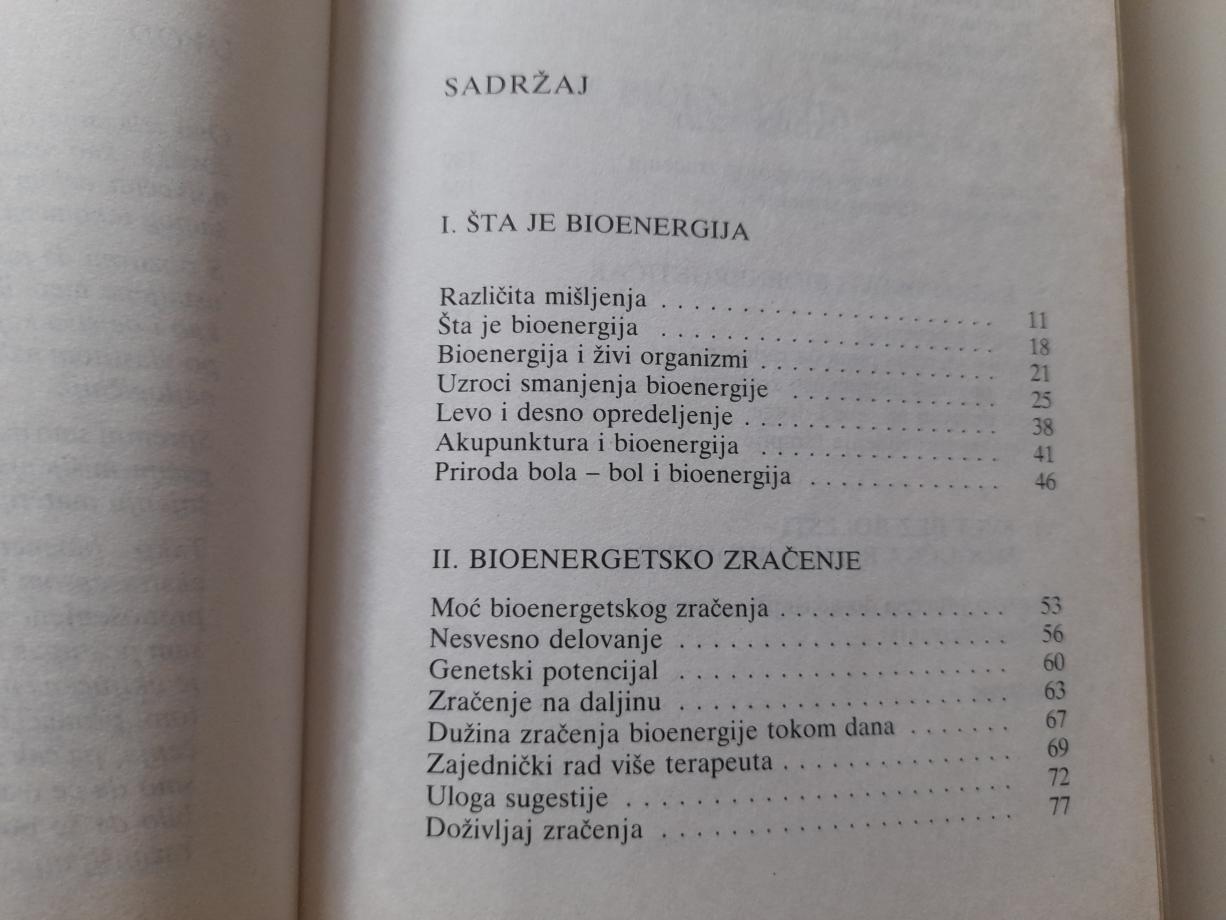 SADRŽAJ
I. ŠTA JE BIOENERGIJA
Različita mišljenja . . . . . . . . . . . . . . . . . . . . . . . . . 11
Šta je bioenergija . . . . . . . . . . . . . . . . . . . . . . . . . 18
Bioenergija i živi organizmi . . . . . . . . . . . . . . . . . . 21
Uzroci smanjenja bioenergije . . . . . . . . . . . . . . . . 25
Levo i desno opredeljenje . . . . . . . . . . . . . . . . . . . 38
Akupunktura i bioenergija . . . . . . . . . . . . . . . . . . 41
Priroda bola – bol i bioenergija . . . . . . . . . . . . . 46
II. BIOENERGETSKO ZRAČENJE
Moć bioenergetskog zračenja . . . . . . . . . . . . . . . . 53
Nesvesno delovanje . . . . . . . . . . . . . . . . . . . . . . . . 56
Genetski potencijal . . . . . . . . . . . . . . . . . . . . . . . . 60
Zračenje na daljinu . . . . . . . . . . . . . . . . . . . . . . . . 63
Dužina zračenja bioenergije tokom dana . . . . . . . 67
Zajednički rad više terapeuta . . . . . . . . . . . . . . . . 69
Uloga sugestije . . . . . . . . . . . . . . . . . . . . . . . . . . . 72
Doživljaj zračenja . . . . . . . . . . . . . . . . . . . . . . . . . 77